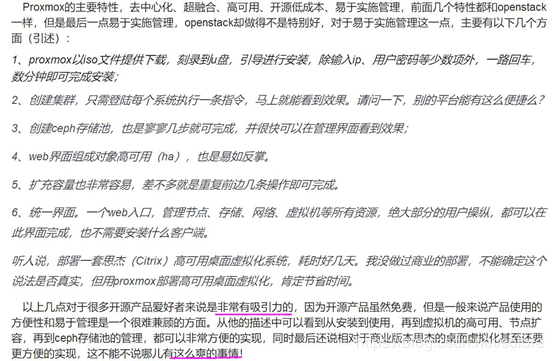 Proxmox的主要特性，去中心化、超融合、高可用、开源低成本、易于实施管理，前面几个特性都和openstack
一样，但是最后一点易于实施管理，openstack却做得不是特别好，对于易于实施管理这一点，主要有以下几个方
面（引述）：
1、proxmox以iso文件提供下载，刻录到u盘，引导进行安装，除输入ip、用户密码等少数项外，一路回车，
数分钟即可完成安装；
2、创建集群，只需登陆每个系统执行一条指令，马上就能看到效果。请问一下，别的平台能有这么便捷么？
3、创建ceph存储池，也是寥寥几步就可完成，并很快可以在管理界面看到效果；
4、web界面组成对象高可用（ha），也是易如反掌。
5、扩充容量也非常容易，差不多就是重复前边几条操作即可完成。
6、统一界面。一个web入口，管理节点、存储、网络、虚拟机等所有资源，绝大部分的用户操纵，都可以在
此界面完成，也不需要安装什么客户端。
听人说，部署一套思杰（Citrix）高可用桌面虚拟化系统，耗时好几天。我没做过商业的部署，不能确定这个
说法是否真实，但用proxmox部署高可用桌面虚拟化，肯定节省时间。
以上几点对于很多开源产品爱好者来说是非常有吸引力的，因为开源产品虽然免费，但是一般来说产品使用的
方便性和易于管理是一个很难兼顾的方面。从他的描述中可以看到从安装到使用，再到虚拟机的高可用、节点扩
容，再到ceph存储池的管理，都可以非常方便的实现，同时最后还说相对于商业版本思杰的桌面虚拟化甚至还更
方便的实现，这不能不说哪儿有这么爽的事情！